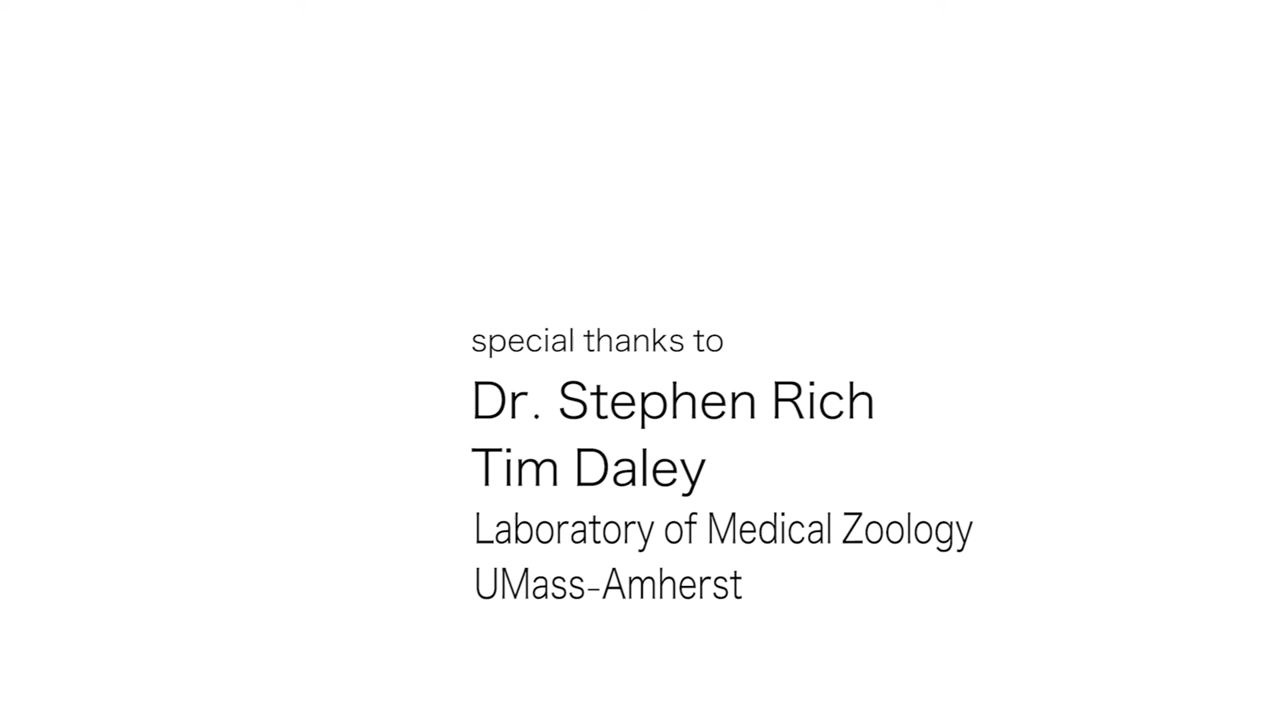 special thanks to
Dr. Stephen Rich
Tim Daley
Laboratory of Medical Zoology
UMass-Amherst